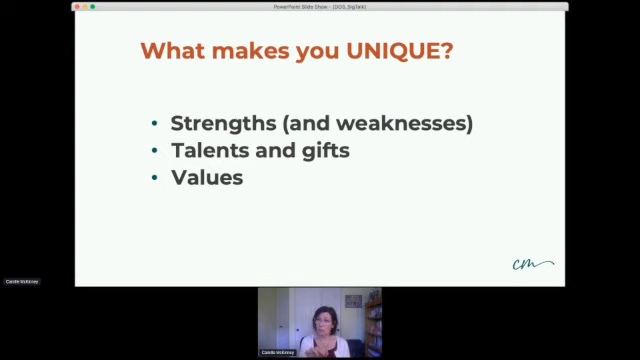 PowerPoint Slide Show - [DOS_SigTalk]
What makes you UNIQUE?
• Strengths (and weaknesses)
• Talents and gifts
• Values
cm
Camille McKinney
Camille McKinney